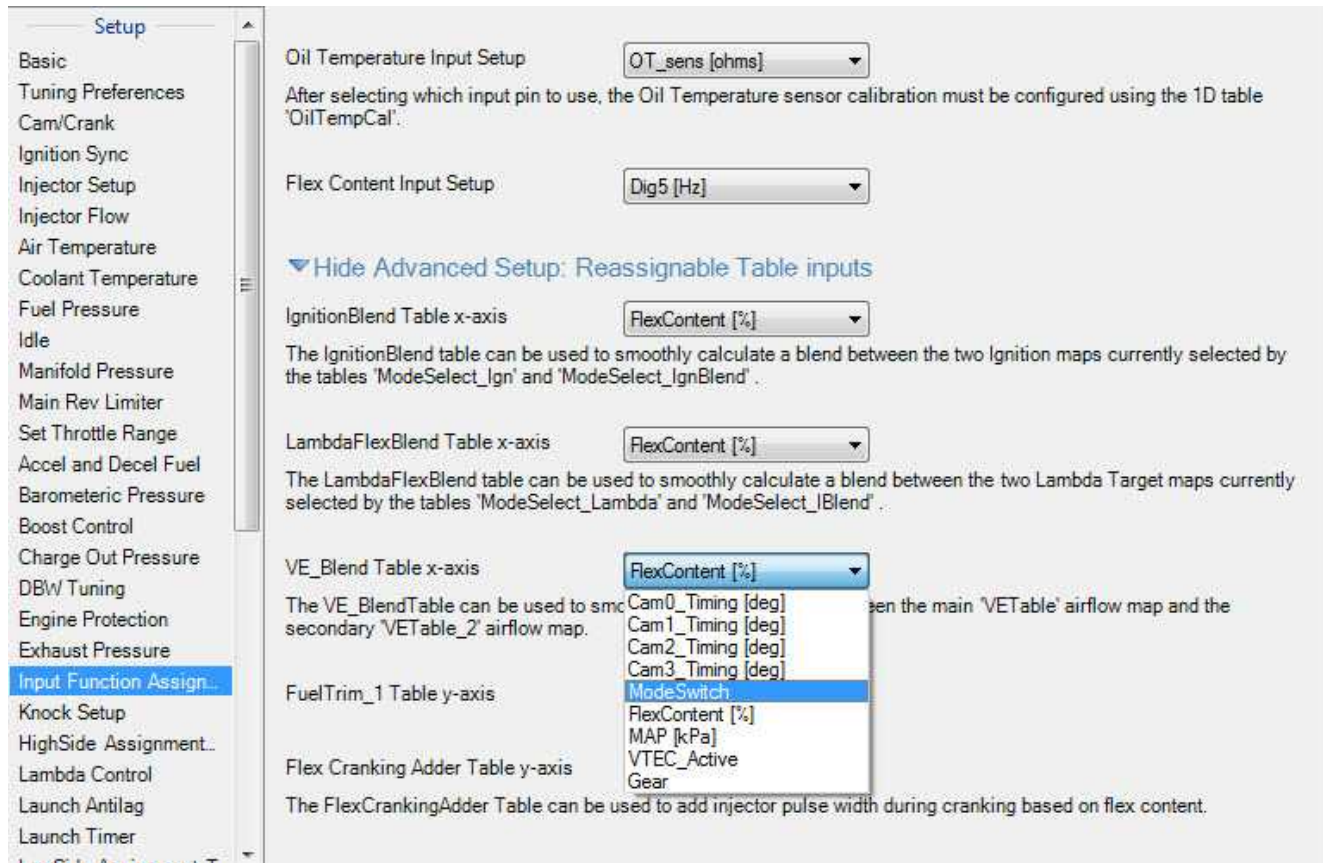 Setup
Basic
Tuning Preferences
Cam/Crank
Ignition Sync
Injector Setup
Injector Flow
Air Temperature
Coolant Temperature
Fuel Pressure
Idle
Manifold Pressure
Main Rev Limiter
Set Throttle Range
Accel and Decel Fuel
Barometeric Pressure
Boost Control
Charge Out Pressure
DBW Tuning
Engine Protection
Exhaust Pressure
Input Function Assign...
Knock Setup
HighSide Assignment...
Lambda Control
Launch Antilag
Launch Timer
Oil Temperature Input Setup
OT_sens [ohms]
After selecting which input pin to use, the Oil Temperature sensor calibration must be configured using the 1D table
'OilTempCal'.
Flex Content Input Setup
Dig5 [Hz]
Hide Advanced Setup: Reassignable Table inputs
IgnitionBlend Table x-axis
FlexContent [%]
The IgnitionBlend table can be used to smoothly calculate a blend between the two Ignition maps currently selected by
the tables 'ModeSelect_Ign' and 'ModeSelect_IgnBlend' .
LambdaFlexBlend Table x-axis
FlexContent [%]
The LambdaFlexBlend table can be used to smoothly calculate a blend between the two Lambda Target maps currently
selected by the tables 'ModeSelect_Lambda' and 'ModeSelect_lBlend' .
VE_Blend Table x-axis
FlexContent [%]
The VE_BlendTable can be used to smo
een the main 'VETable' airflow map and the
secondary 'VETable_2' airflow map.
Cam0_Timing [deg]
Cam1_Timing [deg]
Cam2_Timing [deg]
Cam3_Timing [deg]
ModeSwitch
FlexContent [%]
MAP [kPa]
VTEC_Active
Gear
FuelTrim_1 Table y-axis
Flex Cranking Adder Table y-axis
The FlexCrankingAdder Table can be used to add injector pulse width during cranking based on flex content.